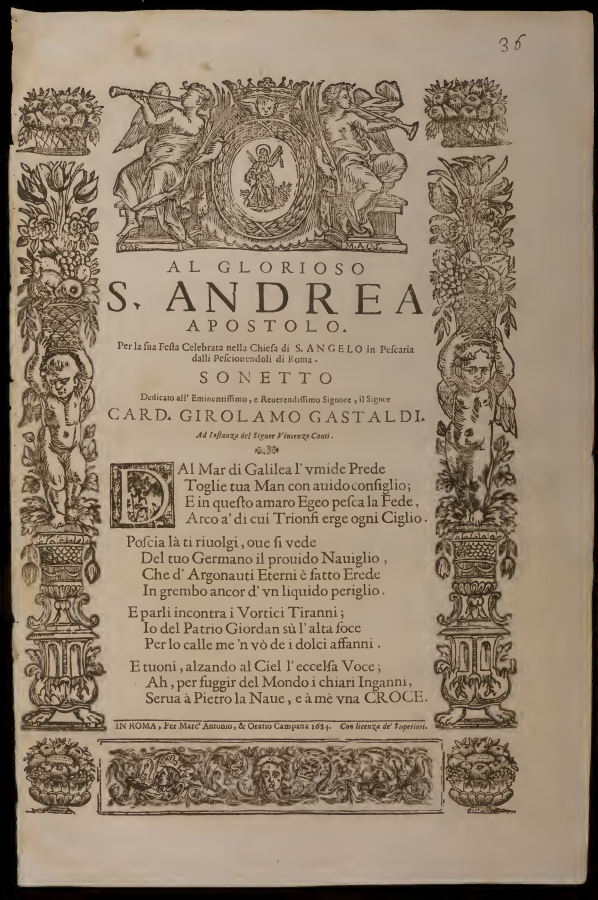 36
AL GLORIOSO
S. ANDREA
APOSTOLO.
Per la ſua Feſta Celebrata nella Chieſa di S. ANGELO in Peſcaria
dalli Peſciouendoli di Roma.
SONETTO
Dedicato all' Eminentiſſimo, e Reuerendiſſimo Signore, il Signor
CARD. GIROLAMO GASTALDI.
Ad Inſtanza del Signor Vincenzo Conti.
DAl Mar di Galilea l' vmide Prede
Toglie tua Man con auido conſiglio;
E in queſto amaro Egeo peſca la Fede,
Arco a' di cui Trionfi erge ogni Ciglio.
Poſcia là ti riuolgi, oue ſi vede
Del tuo Germano il prouido Nauiglio,
Che d' Argonauti Eterni è fatto Erede
In grembo ancor d' vn liquido periglio.
E parli incontra i Vortici Tiranni;
Io del Patrio Giordan sù l' alta foce
Per lo calle me 'n vò de i dolci affanni.
E tuoni, alzando al Ciel l' eccelſa Voce;
Ah, per fuggir del Mondo i chiari Inganni,
Serua à Pietro la Naue, e à mè vna CROCE.
IN ROMA, Per Marc' Antonio, & Oratio Campana 1684. Con licenza de' Superiori.